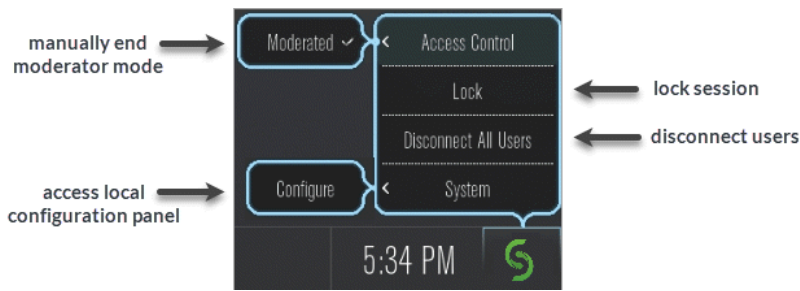 manually end
moderator mode
Moderated
Access Control
Lock
lock session
Disconnect All Users
disconnect users
access local
configuration panel
Configure
System
5:34 PM